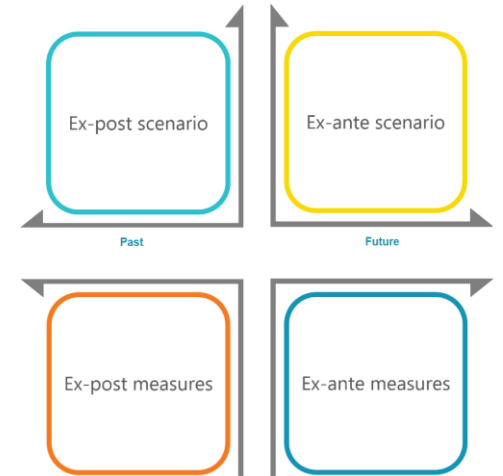 Ex-post scenario
Ex-ante scenario
Past
Future
Ex-post measures
Ex-ante measures